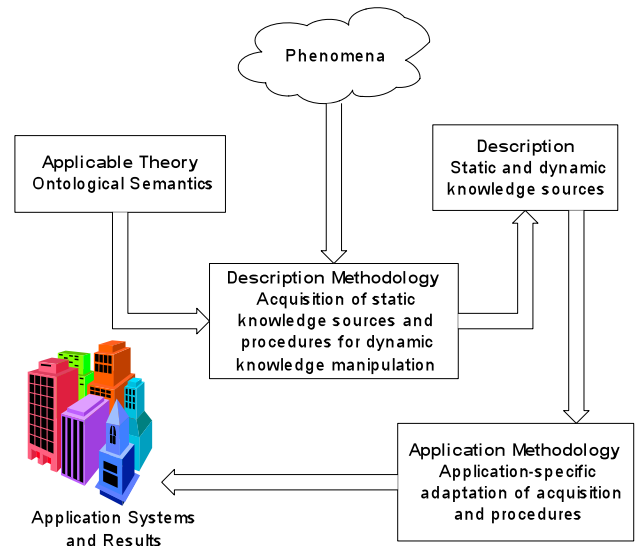 Phenomena
Applicable Theory
Ontological Semantics
Description
Static and dynamic
knowledge sources
Description Methodology
Acquisition of static
knowledge sources and
procedures for dynamic
knowledge manipulation
Application Methodology
Application-specific
adaptation of acquisition
and procedures
Application Systems
and Results